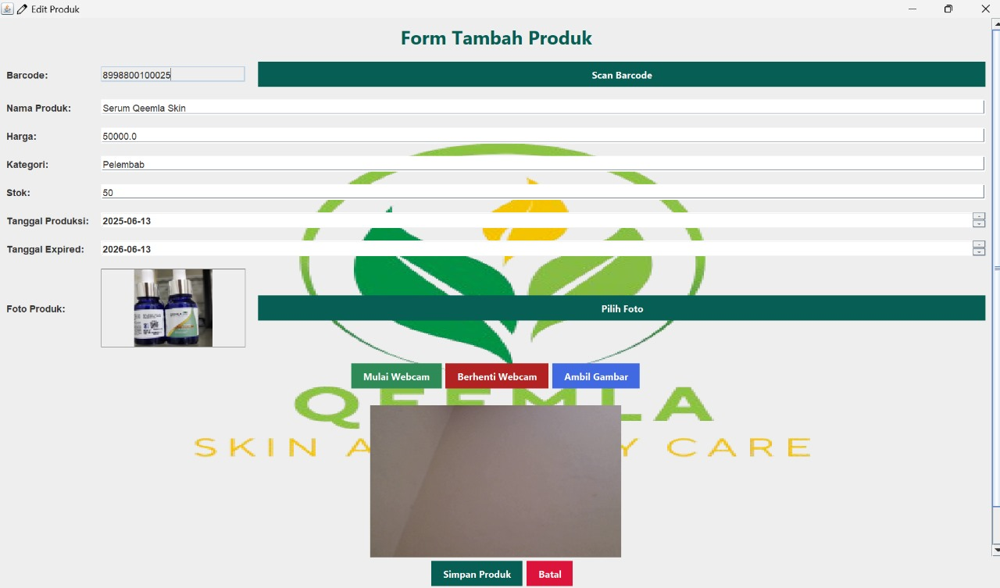 Edit Produk
Form Tambah Produk
Barcode: 8998800100025 Scan Barcode
Nama Produk: Serum Qeemla Skin
Harga: 50000.0
Kategori: Pelembab
Stok: 50
Tanggal Produksi: 2025-06-13
Tanggal Expired: 2026-06-13
Foto Produk: Pilih Foto
Mulai Webcam Berhenti Webcam Ambil Gambar
QEEMLA
SKIN A Y CARE
Simpan Produk Batal